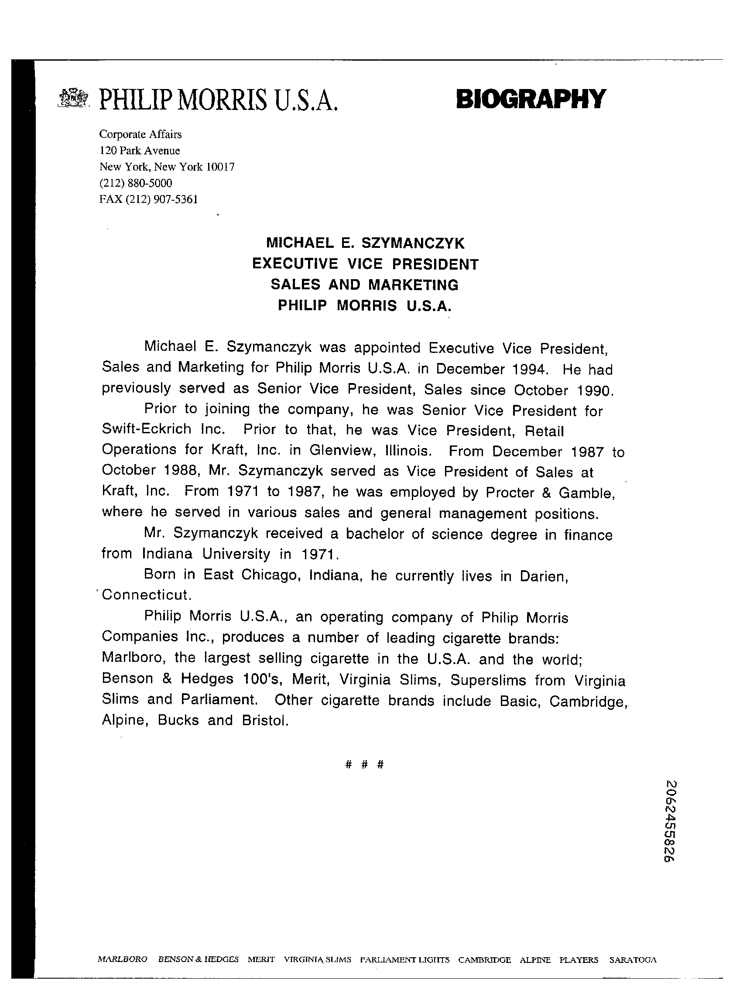 PHILIP MORRIS U.S.A. BIOGRAPHY
Corporate Affairs
120 Park Avenue
New York, New York 10017
(212) 880-5000
FAX (212) 907-5361
MICHAEL E. SZYMANCZYK
EXECUTIVE VICE PRESIDENT
SALES AND MARKETING
PHILIP MORRIS U.S.A.
Michael E. Szymanczyk was appointed Executive Vice President,
Sales and Marketing for Philip Morris U.S.A. in December 1994. He had
previously served as Senior Vice President, Sales since October 1990.
Prior to joining the company, he was Senior Vice President for
Swift-Eckrich Inc. Prior to that, he was Vice President, Retail
Operations for Kraft, Inc. in Glenview, Illinois. From December 1987 to
October 1988, Mr. Szymanczyk served as Vice President of Sales at
Kraft, Inc. From 1971 to 1987, he was employed by Procter & Gamble,
where he served in various sales and general management positions.
Mr. Szymanczyk received a bachelor of science degree in finance
from Indiana University in 1971.
Born in East Chicago, Indiana, he currently lives in Darien,
Connecticut.
Philip Morris U.S.A., an operating company of Philip Morris
Companies Inc., produces a number of leading cigarette brands:
Marlboro, the largest selling cigarette in the U.S.A. and the world;
Benson & Hedges 100's, Merit, Virginia Slims, Superslims from Virginia
Slims and Parliament. Other cigarette brands include Basic, Cambridge,
Alpine, Bucks and Bristol.
# # #
2062455826
MARLBORO BENSON & HEDGES MERIT VIRGINIA SLIMS PARLIAMENT LIGHTS CAMBRIDGE ALPINE PLAYERS SARATOGA